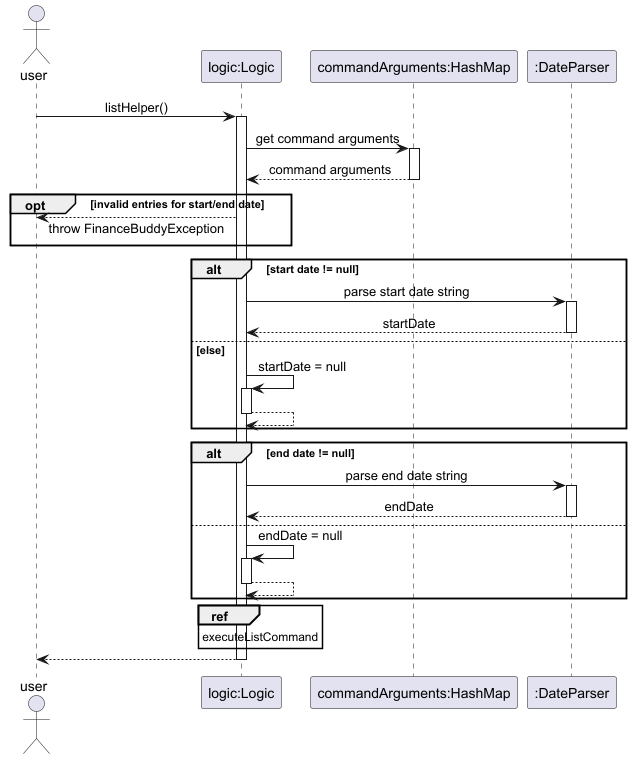 user
logic:Logic
commandArguments:HashMap
:DateParser
listHelper()
get command arguments
command arguments
opt
[invalid entries for start/end date]
throw FinanceBuddyException
alt
[start date != null]
parse start date string
startDate
[else]
startDate = null
alt
[end date != null]
parse end date string
endDate
endDate = null
ref
executeListCommand
user
logic:Logic
commandArguments:HashMap
:DateParser